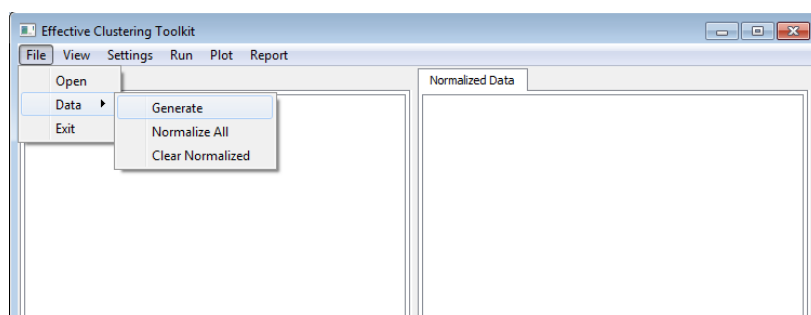 Effective Clustering Toolkit
File View Settings Run Plot Report
Open
Normalized Data
Data
Generate
Exit
Normalize All
Clear Normalized